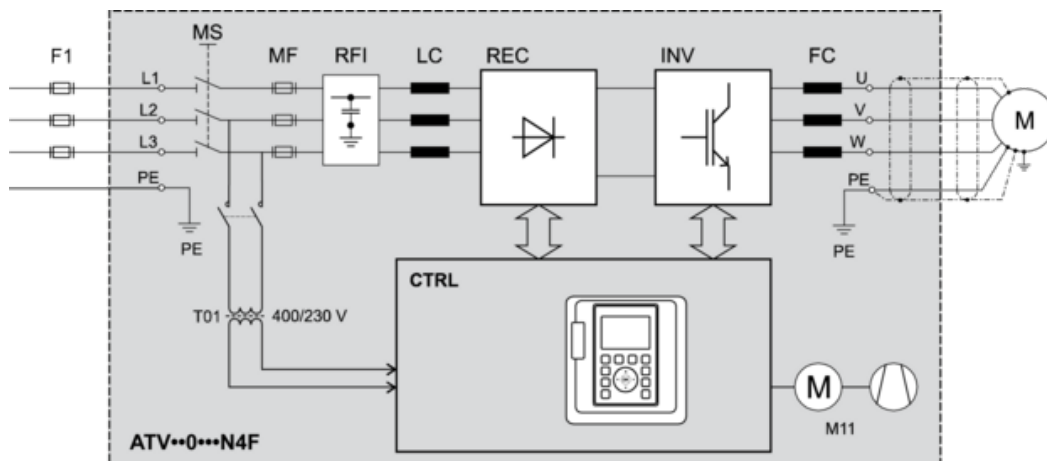 F1
MS
MF
RFI
LC
REC
INV
FC
L1
L2
L3
PE
PE
U
V
W
PE
PE
M
T01
400/230 V
CTRL
M
M11
ATV••0•••N4F